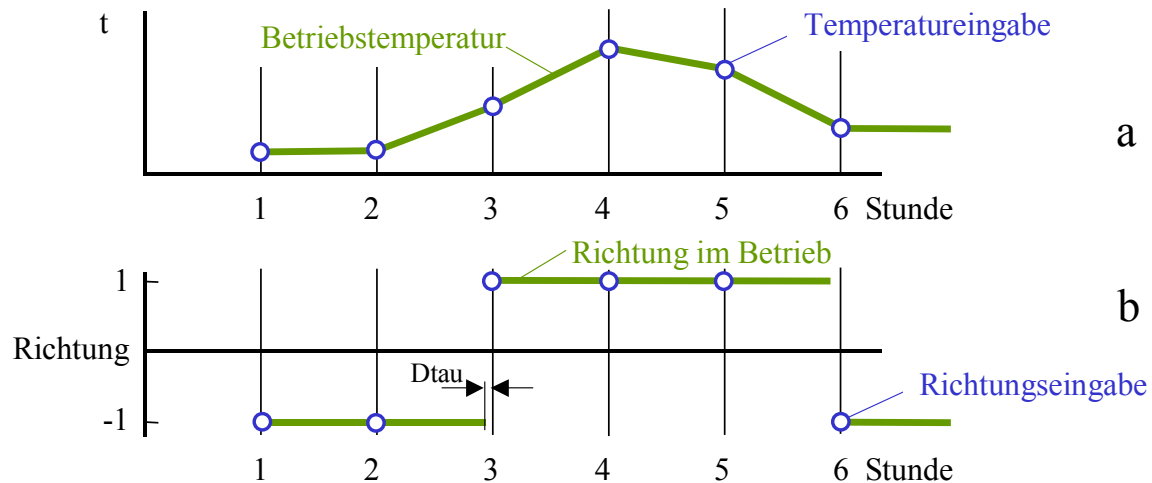 t
Betriebstemperatur
Temperatureingabe
a
1 2 3 4 5 6 Stunde
Richtung im Betrieb
1
b
Richtung
Dtau
Richtungseingabe
-1
1 2 3 4 5 6 Stunde